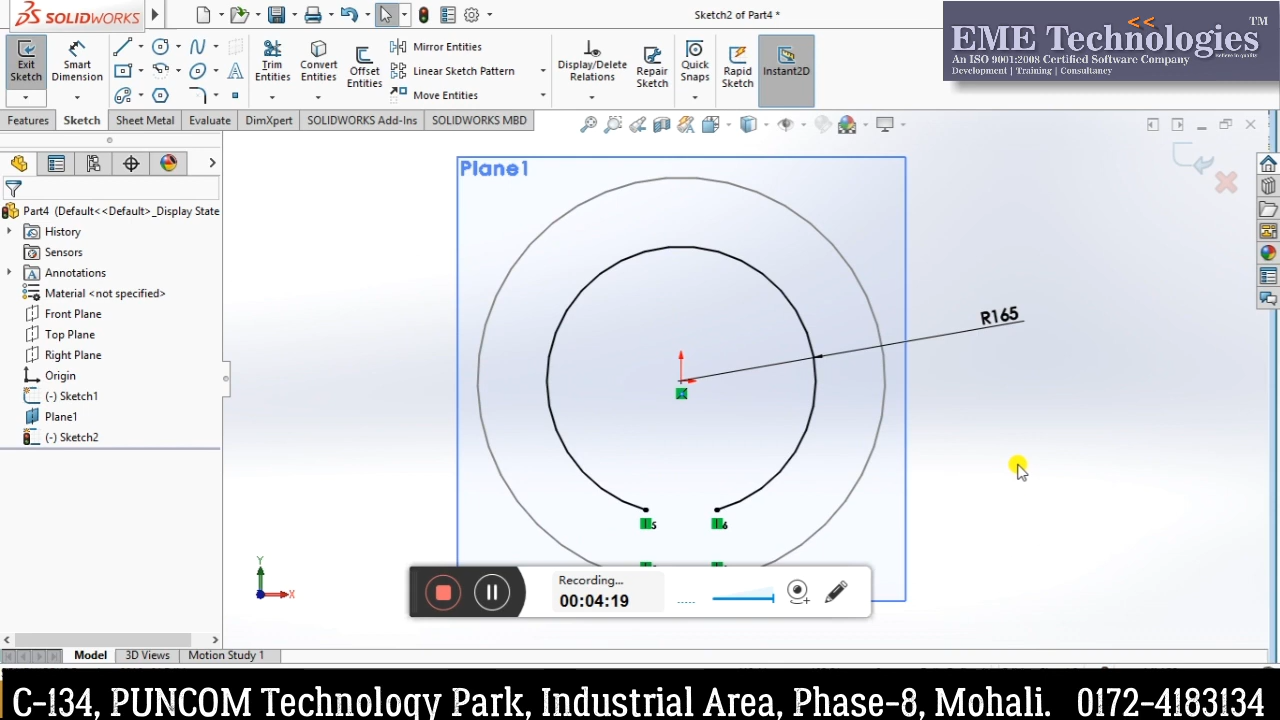 SOLIDWORKS
Sketch2 of Part4 *
<< TM
EME Technologies
An ISO 9001:2008 Certified Software Company
Development | Training | Consultancy
Exit Sketch
Smart Dimension
Trim Entities
Convert Entities
Offset Entities
Mirror Entities
Linear Sketch Pattern
Move Entities
Display/Delete Relations
Repair Sketch
Quick Snaps
Rapid Sketch
Instant2D
Features Sketch Sheet Metal Evaluate DimXpert SOLIDWORKS Add-Ins SOLIDWORKS MBD
Part4 (Default<<Default>_Display State
History
Sensors
Annotations
Material <not specified>
Front Plane
Top Plane
Right Plane
Origin
(-) Sketch1
Plane1
(-) Sketch2
Plane1
R165
5 6
Y
X
Recording...
00:04:19
Model 3D Views Motion Study 1
C-134, PUNCOM Technology Park, Industrial Area, Phase-8, Mohali. 0172-4183134